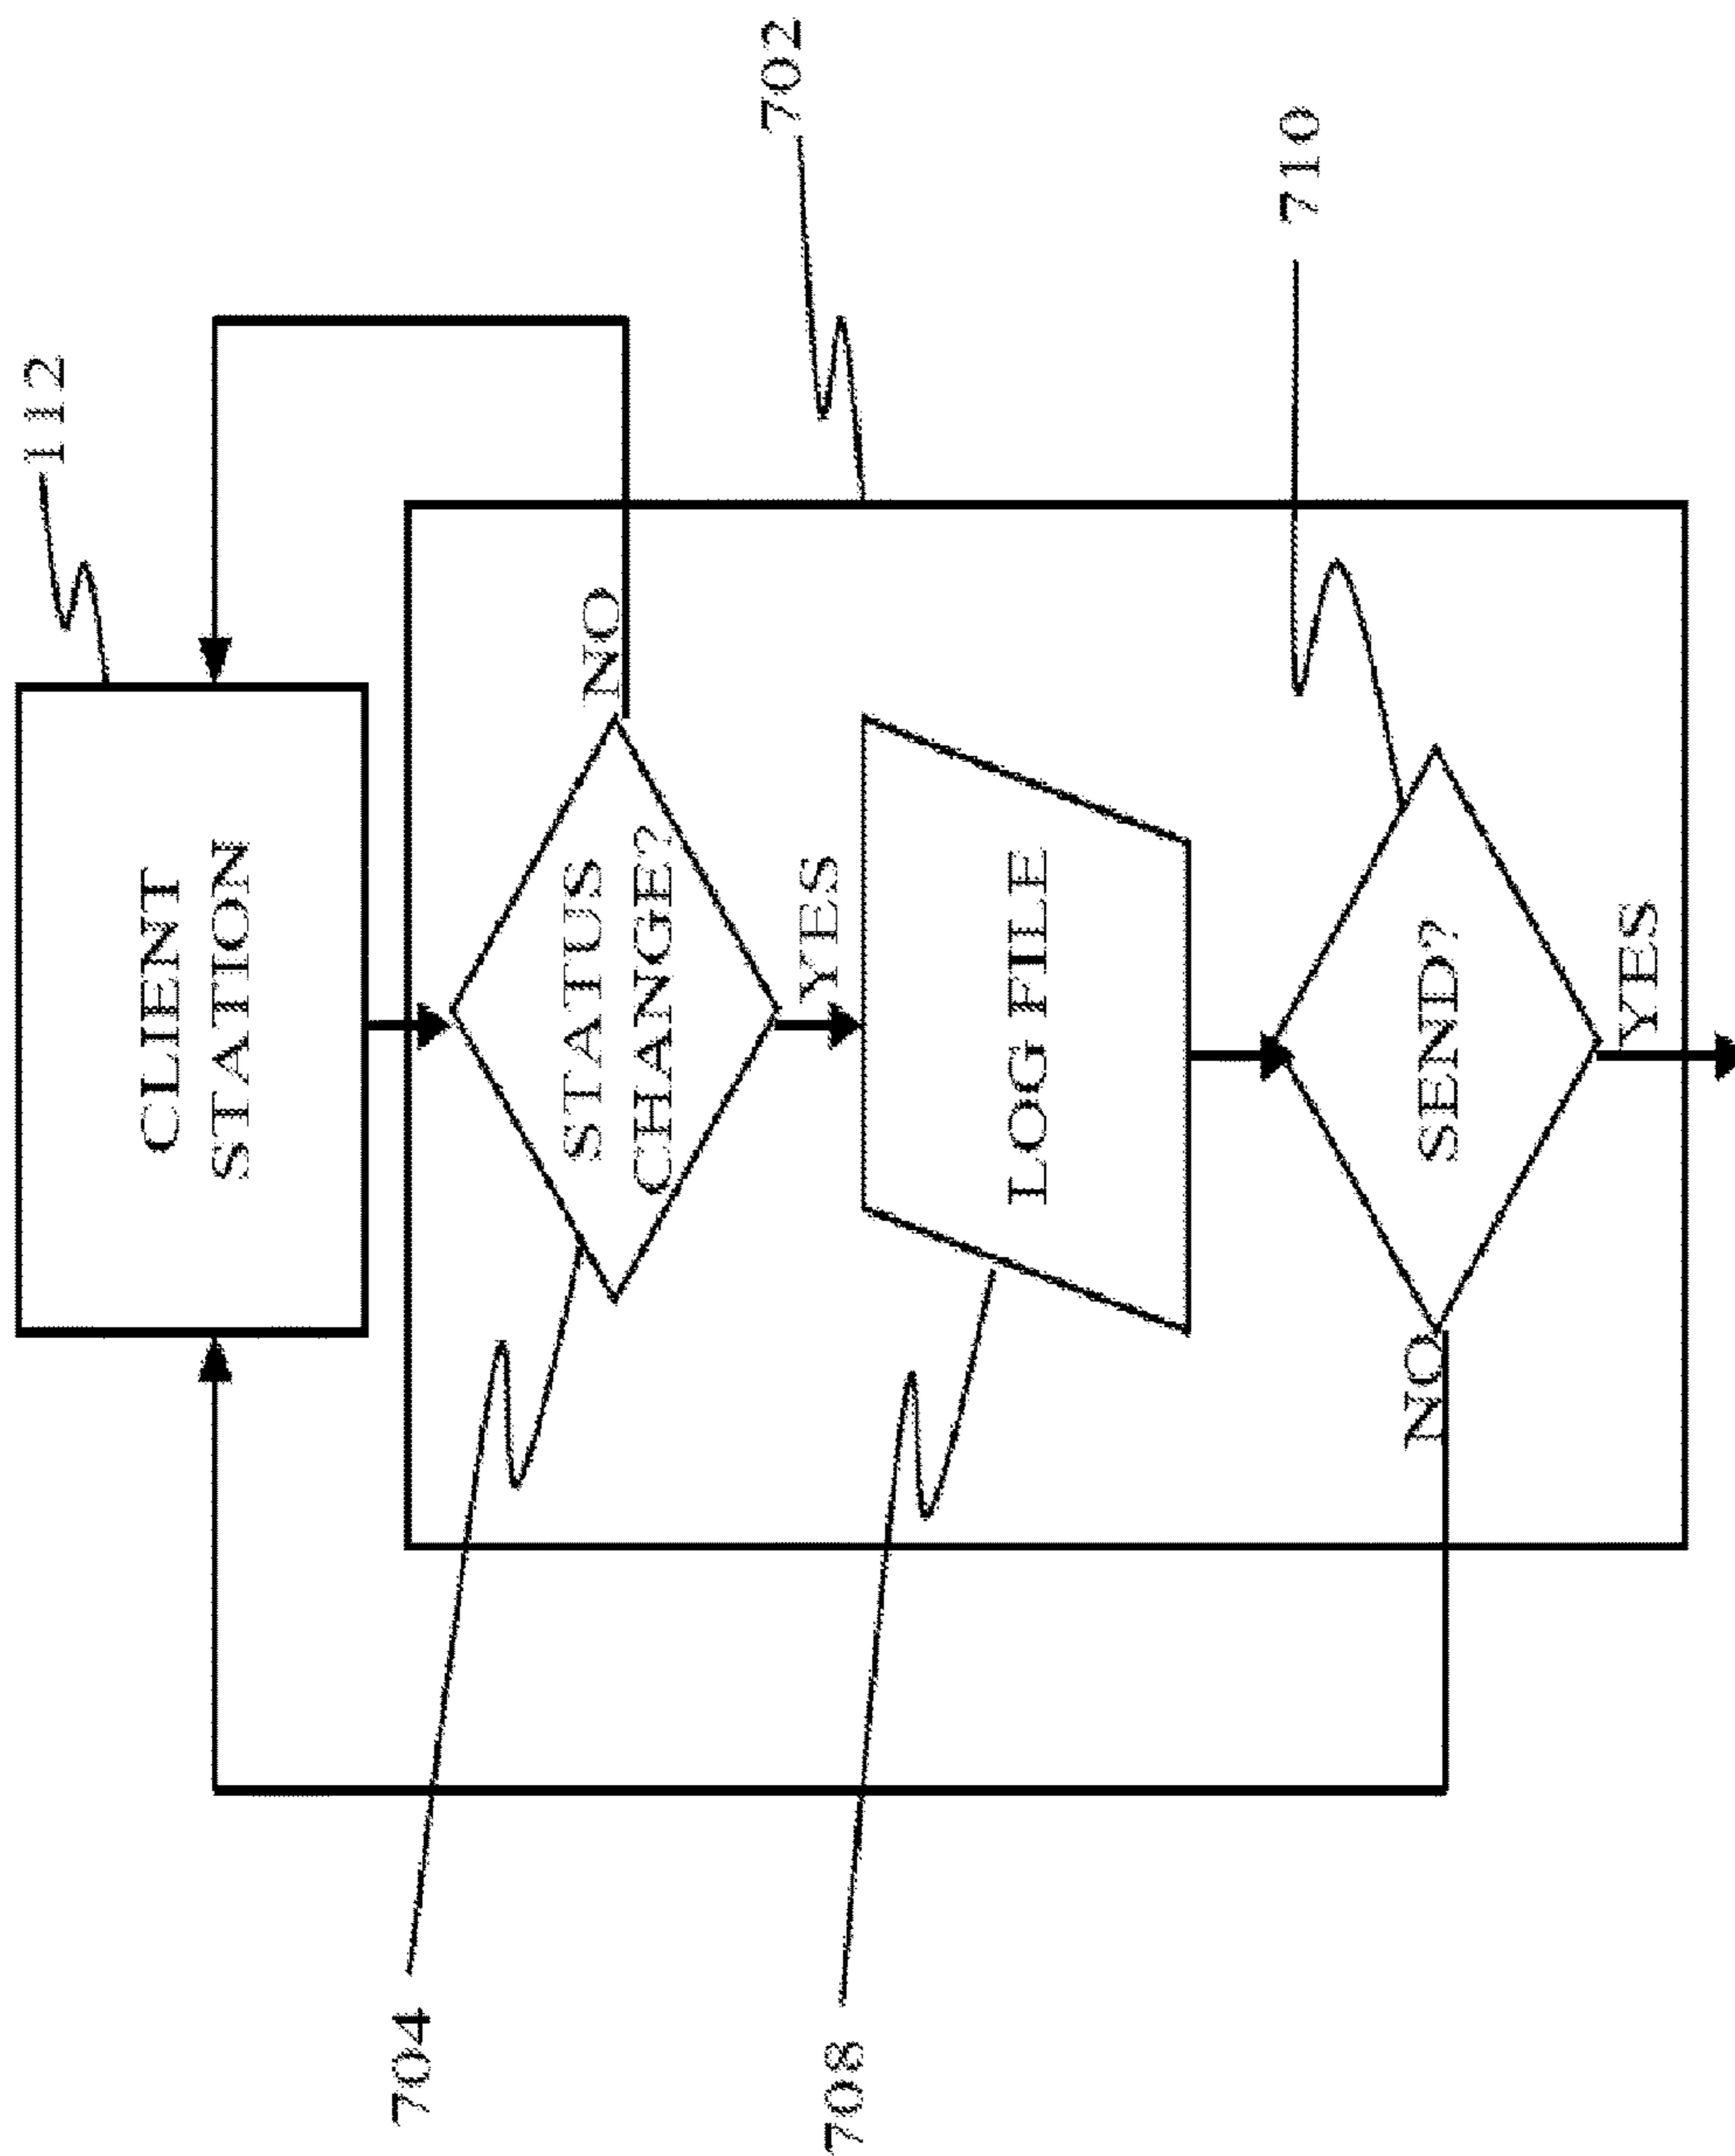 112
CLIENT
STATION
702
704
STATUS
CHANGE?
NO
YES
708
LOG FILE
710
SEND?
NO
YES